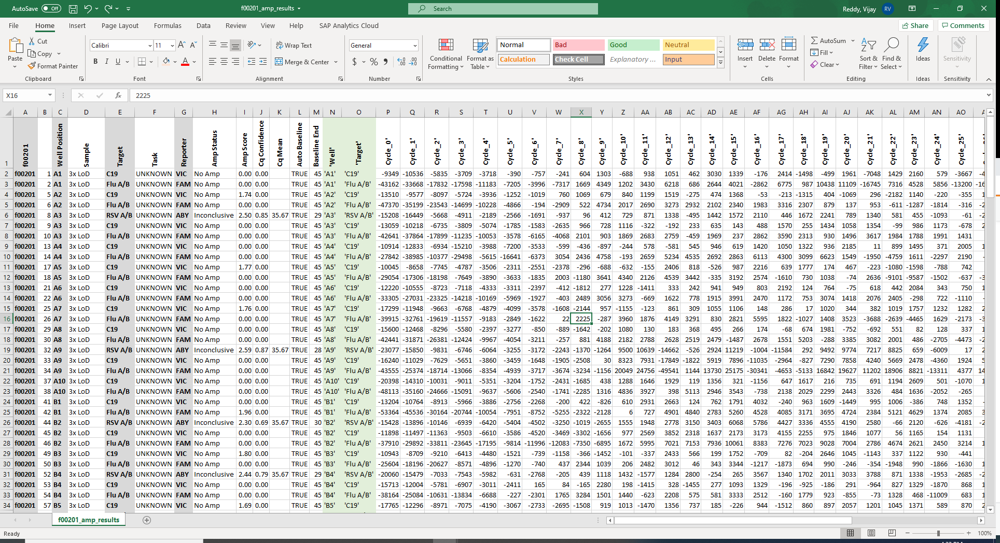 AutoSave Off f00201_amp_results Search Reddy, Vijay RV
File Home Insert Page Layout Formulas Data Review View Help SAP Analytics Cloud Share Comments
Paste Cut Copy Format Painter
Calibri 11 B I U A
Wrap Text Merge & Center
General $ % 9
Conditional Formatting Format as Table
Normal Bad Good Neutral
Calculation Check Cell Explanatory ... Input
Insert Delete Format
AutoSum Fill Clear
Sort & Filter Find & Select Ideas Sensitivity
Clipboard Font Alignment Number Styles Cells Editing Ideas Sensitivity
X16 fx 2225
A B C D E F G H I J K L M N O P Q R S T U V W X Y Z AA AB AC AD AE AF AG AH AI AJ AK AL AM AN AO
1 f00201 Well Position Sample Target Task Reporter Amp Status Amp Score Cq Confidence Cq Mean Auto Baseline Baseline End 'Well' 'Target' Cycle_0' Cycle_1' Cycle_2' Cycle_3' Cycle_4' Cycle_5' Cycle_6' Cycle_7' Cycle_8' Cycle_9' Cycle_10' Cycle_11' Cycle_12' Cycle_13' Cycle_14' Cycle_15' Cycle_16' Cycle_17' Cycle_18' Cycle_19' Cycle_20' Cycle_21' Cycle_22' Cycle_23' Cycle_24' Cycle_25'
2 f00201 1 A1 3x LoD C19 UNKNOWN VIC No Amp 0.00 0.00 TRUE 45 'A1' 'C19' -9349 -10536 -5835 -3709 -3718 -390 -757 -241 604 1303 -688 938 1051 462 3030 1339 -176 2414 -1498 -499 1961 -7048 1429 2160 579 -3667
3 f00201 2 A1 3x LoD Flu A/B UNKNOWN FAM No Amp 0.00 0.00 TRUE 45 'A1' 'Flu A/B' -43162 -33668 -17832 -17598 -11183 -7205 -3996 -7317 1669 4349 1202 3430 6218 686 2644 4021 -2862 6775 987 10438 11109 -16745 7316 4528 5856 -13200
4 f00201 5 A2 3x LoD C19 UNKNOWN VIC No Amp 1.74 0.00 TRUE 45 'A2' 'C19' -13510 -9577 -8097 -5724 -3936 -1252 -1019 760 1069 679 840 1199 1519 -275 474 1368 -53 -213 -1315 404 -1069 296 -2182 1140 -220 -355
5 f00201 6 A2 3x LoD Flu A/B UNKNOWN FAM No Amp 0.00 0.00 TRUE 45 'A2' 'Flu A/B' -47370 -35199 -23543 -14699 -10228 -4866 -194 -2909 522 4734 2017 2690 3273 2932 2102 2340 1983 3316 2307 879 137 953 -611 -1287 -1814 -316
6 f00201 8 A3 3x LoD RSV A/B UNKNOWN ABY Inconclusive 2.50 0.85 35.67 TRUE 29 'A3' 'RSV A/B' -15208 -16449 -5668 -4911 -2189 -2566 -1691 -937 96 412 729 871 1338 -495 1442 1572 2110 446 1672 2241 789 1340 581 455 -1093 -61
7 f00201 9 A3 3x LoD C19 UNKNOWN VIC No Amp 0.00 0.00 TRUE 45 'A3' 'C19' -13059 -10218 -6735 -3809 -5074 -1785 -1583 -2635 966 728 1116 -322 -192 233 635 143 488 1570 255 1434 1058 1354 -99 986 1173 -678
8 f00201 10 A3 3x LoD Flu A/B UNKNOWN FAM No Amp 0.00 0.00 TRUE 45 'A3' 'Flu A/B' -42641 -37864 -17899 -11235 -10053 -3578 -6165 -4068 2101 903 1869 2683 2759 -459 1969 237 2862 3590 2313 930 1496 3617 1984 1788 1991 1431
9 f00201 13 A4 3x LoD C19 UNKNOWN VIC No Amp 0.00 0.00 TRUE 45 'A4' 'C19' -10914 -12833 -6934 -15210 -3988 -7200 -3533 -599 -436 -897 -244 578 -581 545 946 619 1420 1050 1322 936 2185 11 899 1495 371 2005
10 f00201 14 A4 3x LoD Flu A/B UNKNOWN FAM No Amp 0.00 0.00 TRUE 45 'A4' 'Flu A/B' -27842 -38985 -10377 -29498 -5615 -16641 -6373 3054 2436 4758 -193 2659 5234 4535 2692 2863 6113 4300 3099 6623 1549 -1950 -4759 1611 -2297 2190
11 f00201 17 A5 3x LoD C19 UNKNOWN VIC No Amp 1.77 0.00 TRUE 45 'A5' 'C19' -10045 -8658 -7745 -4787 -3506 -2311 -2551 -2378 -296 -688 -632 -155 2406 818 -526 987 2216 639 1777 174 467 -223 -1080 -1598 -788 742
12 f00201 18 A5 3x LoD Flu A/B UNKNOWN FAM No Amp 0.00 0.00 TRUE 45 'A5' 'Flu A/B' -29054 -17306 -18198 -7649 -3890 -3633 -1835 2003 -1180 3641 4340 2126 4539 3442 -335 3192 2574 -1610 730 1038 -74 2636 -9101 -9587 -1502 -637
13 f00201 21 A6 3x LoD C19 UNKNOWN VIC No Amp 0.00 0.00 TRUE 45 'A6' 'C19' -12220 -10555 -8723 -7118 -4333 -3311 -2397 -412 -1812 277 1228 -1411 333 242 941 949 803 2192 124 764 -75 618 442 2084 343 750
14 f00201 22 A6 3x LoD Flu A/B UNKNOWN FAM No Amp 0.00 0.00 TRUE 45 'A6' 'Flu A/B' -33305 -27031 -23325 -14218 -10169 -5969 -1927 -403 2489 3056 3273 -669 1622 778 1915 3991 2470 1172 753 3074 1418 2076 2405 -298 722 -1110
15 f00201 25 A7 3x LoD C19 UNKNOWN VIC No Amp 1.76 0.00 TRUE 45 'A7' 'C19' -17299 -11948 -9663 -6768 -4879 -4099 -3578 -1608 -2144 957 -1155 -123 861 309 1055 1106 148 286 17 1020 344 382 1019 1757 1232 1282
16 f00201 26 A7 3x LoD Flu A/B UNKNOWN FAM No Amp 0.00 0.00 TRUE 45 'A7' 'Flu A/B' -39915 -32761 -19619 -11557 -9183 -2849 -1622 22 2225 -287 3960 1876 4149 3291 830 2821 5595 1822 -1027 1408 3523 -3688 -2639 -4465 1629 -2173
17 f00201 29 A8 3x LoD C19 UNKNOWN VIC No Amp 0.00 0.00 TRUE 45 'A8' 'C19' -15600 -12468 -8296 -5580 -2397 -3277 -850 -889 -1642 -202 1080 130 183 368 495 266 174 -68 674 1981 -752 -692 551 82 128 337
18 f00201 30 A8 3x LoD Flu A/B UNKNOWN FAM No Amp 0.00 0.00 TRUE 45 'A8' 'Flu A/B' -42441 -31871 -26381 -12424 -9967 -4054 -3211 -257 881 4188 2182 2788 2628 2519 2479 -1487 2678 1551 5203 -288 3385 3082 2001 486 -2705 -4473
19 f00201 32 A9 3x LoD RSV A/B UNKNOWN ABY Inconclusive 2.59 0.87 35.67 TRUE 28 'A9' 'RSV A/B' -23077 -15850 -9831 -6746 -6064 -3255 -3172 -2243 -1370 -1264 9500 10639 -14662 -526 2924 11219 -1004 -11584 292 9492 9774 7217 8825 659 -6009 17
20 f00201 33 A9 3x LoD C19 UNKNOWN VIC No Amp 0.00 0.00 TRUE 45 'A9' 'C19' -16240 -11029 -7629 -5651 -3860 -3459 -1648 -1905 -2508 30 8323 7931 -17849 -1822 5919 7896 -11035 -2964 -827 7290 7858 4240 5669 2478 -4360 1924
21 f00201 34 A9 3x LoD Flu A/B UNKNOWN FAM No Amp 0.00 0.00 TRUE 45 'A9' 'Flu A/B' -43555 -25374 -18714 -13066 -8354 -4939 -3717 -3674 -3234 -1156 20049 24756 -49541 1144 13730 25175 -30341 -4653 -5133 16842 19627 11202 18906 8821 -13311 4377
22 f00201 37 A10 3x LoD C19 UNKNOWN VIC No Amp 0.00 0.00 TRUE 45 'A10' 'C19' -20398 -14310 -10031 -9011 -5351 -3204 -1752 -2431 -1685 438 1288 1646 1929 119 1356 321 -1156 647 1617 216 735 691 1194 2609 501 -1070
23 f00201 38 A10 3x LoD Flu A/B UNKNOWN FAM No Amp 0.00 0.00 TRUE 45 'A10' 'Flu A/B' -48113 -35160 -24666 -15091 -9637 -5606 -2540 -1741 -2285 1316 4836 3927 398 5113 2946 3543 -738 2138 2029 2299 2443 3326 484 1636 -2052 -265
24 f00201 41 B1 3x LoD C19 UNKNOWN VIC No Amp 0.00 0.00 TRUE 45 'B1' 'C19' -13204 -10764 -8913 -5966 -3886 -2756 -2268 -200 422 -826 610 2931 2663 124 762 1791 4032 -240 963 1609 -1449 995 1006 -386 748 1352
25 f00201 42 B1 3x LoD Flu A/B UNKNOWN FAM No Amp 1.96 0.00 TRUE 45 'B1' 'Flu A/B' -53364 -45536 -30164 -20744 -10054 -7951 -8752 -5255 -2322 -2128 6 727 4901 4840 2783 5260 4528 4085 3171 3695 4724 2384 5121 4629 1374 2085
26 f00201 44 B2 3x LoD RSV A/B UNKNOWN ABY Inconclusive 2.30 0.69 35.67 TRUE 30 'B2' 'RSV A/B' -15428 -13896 -10146 -6939 -6420 -5404 -4502 -3250 -1019 -2655 1555 1948 2778 3150 3403 6068 5786 4427 3336 4555 4190 2580 -66 2120 -626 -4181
27 f00201 45 B2 3x LoD C19 UNKNOWN VIC No Amp 0.00 0.00 TRUE 45 'B2' 'C19' -11898 -11497 -11363 -9503 -6610 -3586 -4520 -3469 -3302 -1656 977 2569 3852 2318 1637 2173 3173 4155 2255 975 1846 1077 56 1165 154 1131
28 f00201 46 B2 3x LoD Flu A/B UNKNOWN FAM No Amp 0.00 0.00 TRUE 45 'B2' 'Flu A/B' -37910 -29892 -33811 -23645 -17195 -9814 -11996 -12083 -7350 -6895 1672 5995 7021 7153 7936 10061 8383 7276 7023 9028 7004 2786 4674 2621 2450 3214
29 f00201 49 B3 3x LoD C19 UNKNOWN VIC No Amp 1.80 0.00 TRUE 45 'B3' 'C19' -10943 -8709 -9210 -6413 -4480 -1521 -739 -1158 -366 -1452 -101 -337 2433 566 199 1752 -709 82 -204 2646 1045 -1143 337 1122 930 -441
30 f00201 50 B3 3x LoD Flu A/B UNKNOWN FAM No Amp 0.00 0.00 TRUE 45 'B3' 'Flu A/B' -25604 -18196 -20627 -8571 -4896 -1270 -740 437 2344 1039 206 2482 3012 46 343 3344 -1217 -1873 694 990 -246 -354 -1948 990 -1866 -1630
31 f00201 52 B4 3x LoD RSV A/B UNKNOWN ABY Inconclusive 2.44 0.79 35.67 TRUE 29 'B4' 'RSV A/B' -20060 -15479 -7033 -7543 -5982 -631 -2768 -205 439 1118 1432 -1577 1284 2800 -254 265 3567 1340 1702 2011 3033 3788 871 1338 -1953 -2685
32 f00201 53 B4 3x LoD C19 UNKNOWN VIC No Amp 0.00 0.00 TRUE 45 'B4' 'C19' -15713 -12004 -5781 -6907 -3011 -2411 165 84 -165 2280 198 -1415 328 -1455 277 1093 1329 -196 -925 -186 291 -964 827 1329 -1870 868
33 f00201 54 B4 3x LoD Flu A/B UNKNOWN FAM No Amp 0.00 0.00 TRUE 45 'B4' 'Flu A/B' -38164 -25084 -10631 -13834 -6688 -227 -2301 1765 3284 1501 1440 -623 2208 575 581 3333 2512 -160 1779 923 -855 -73 1328 468 -11009 683
34 f00201 57 B5 3x LoD C19 UNKNOWN VIC No Amp 1.69 0.00 TRUE 45 'B5' 'C19' -17765 -12296 -8971 -7075 -4190 -3067 -2733 -2695 -1508 919 1013 -1470 1356 737 185 -226 944 -1512 860 897 2057 1201 1045 1371 589 870
f00201_amp_results
Ready 100%